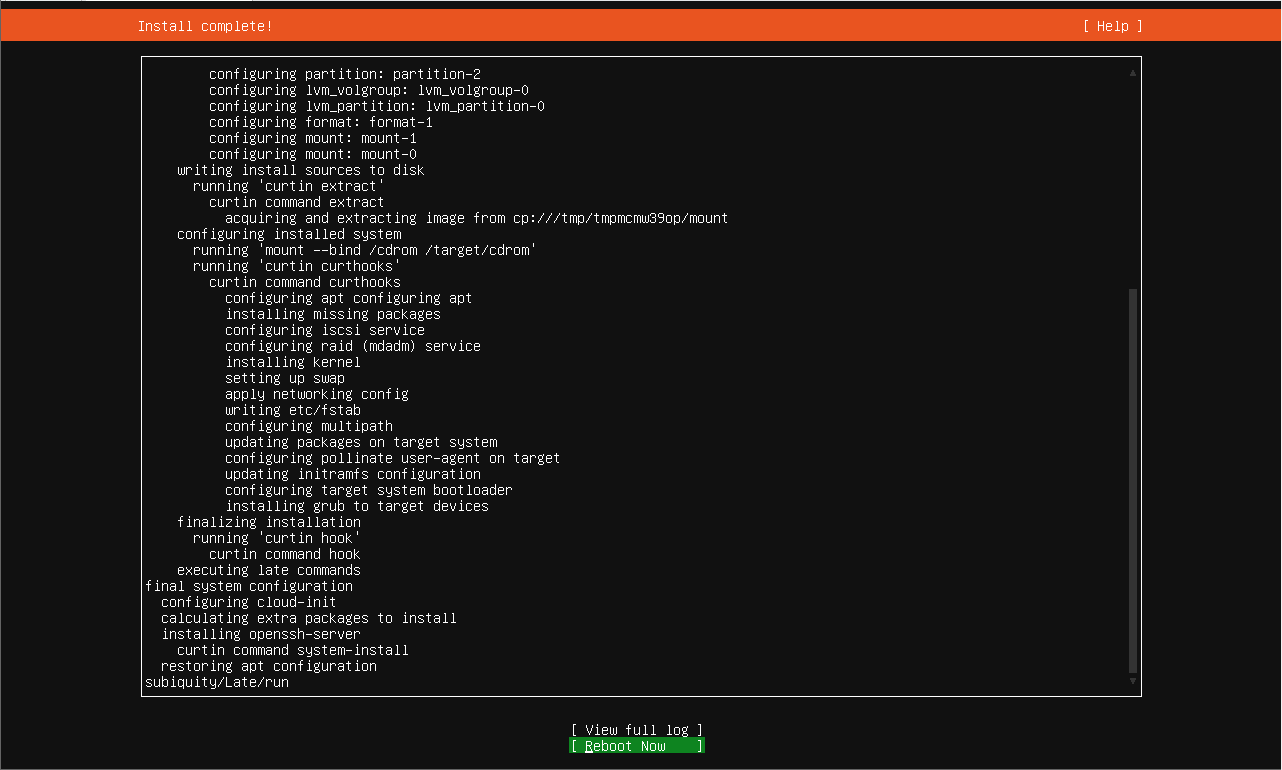 Install complete!
[ Help ]
configuring partition: partition-2
configuring lvm_volgroup: lvm_volgroup-0
configuring lvm_partition: lvm_partition-0
configuring format: format-1
configuring mount: mount-1
configuring mount: mount-0
writing install sources to disk
running 'curtin extract'
curtin command extract
acquiring and extracting image from cp:///tmp/tmpmcmw39op/mount
configuring installed system
running 'mount --bind /cdrom /target/cdrom'
running 'curtin curthooks'
curtin command curthooks
configuring apt configuring apt
installing missing packages
configuring iscsi service
configuring raid (mdadm) service
installing kernel
setting up swap
apply networking config
writing etc/fstab
configuring multipath
updating packages on target system
configuring pollinate user-agent on target
updating initramfs configuration
configuring target system bootloader
installing grub to target devices
finalizing installation
running 'curtin hook'
curtin command hook
executing late commands
final system configuration
configuring cloud-init
calculating extra packages to install
installing openssh-server
curtin command system-install
restoring apt configuration
subiquity/Late/run
[ View full log ]
[ Reboot Now ]